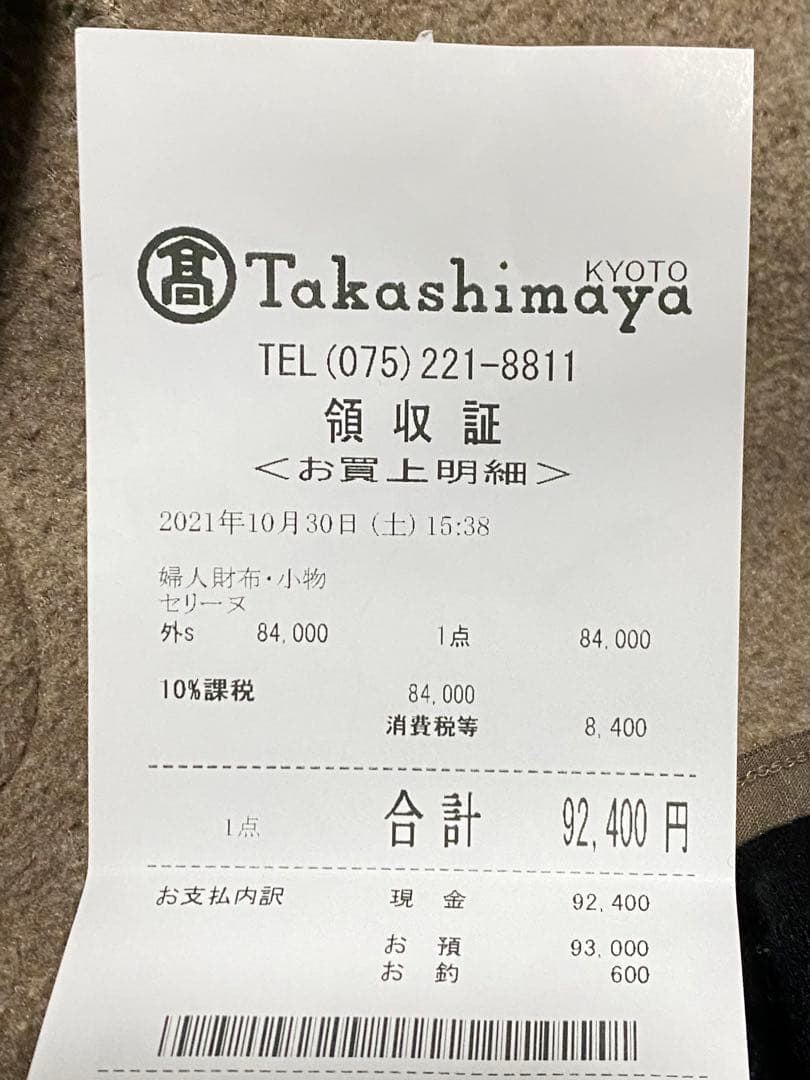 髙 Takashimaya KYOTO
TEL(075)221-8811
領収証
<お買上明細>
2021年10月30日(土)15:38
婦人財布・小物
セリーヌ
外s 84,000 1点 84,000
10%課税 84,000
消費税等 8,400
1点 合計 92,400円
お支払内訳 現金 92,400
お預 93,000
お釣 600